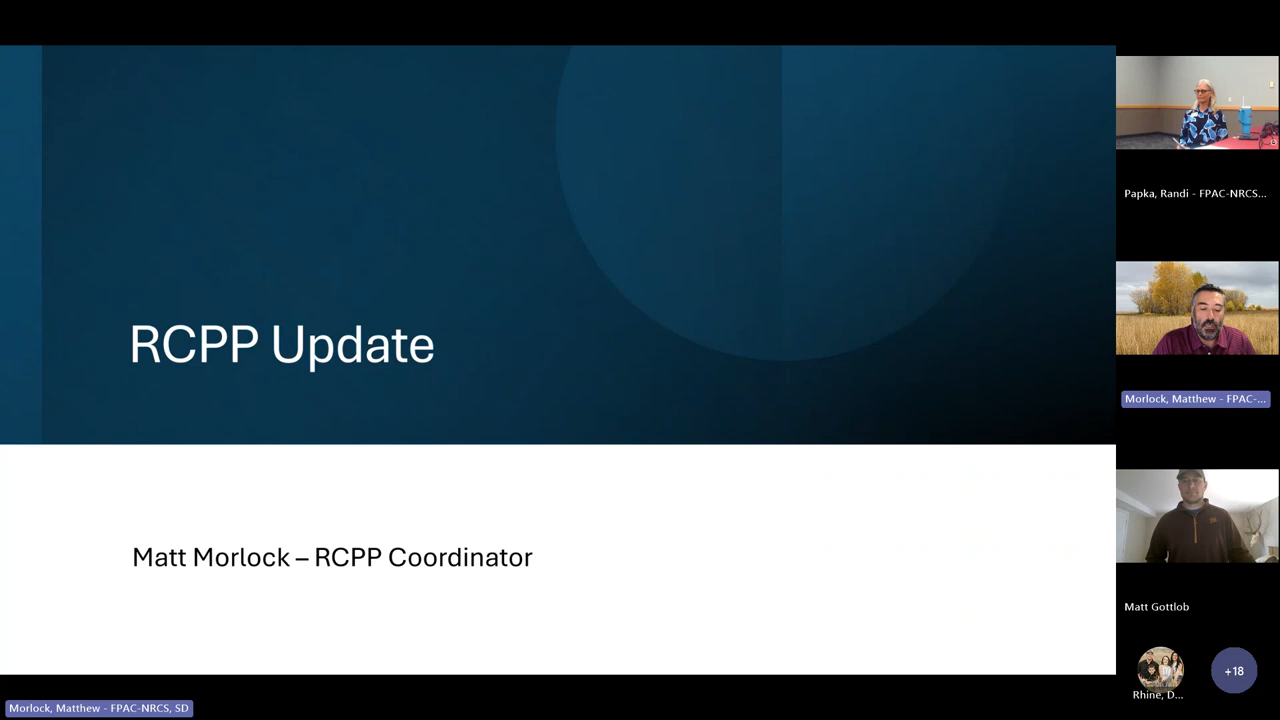 RCPP Update
Matt Morlock – RCPP Coordinator
Papka, Randi - FPAC-NRCS...
Morlock, Matthew - FPAC-...
Matt Gottlob
Rhine, D...
+18
Morlock, Matthew - FPAC-NRCS, SD